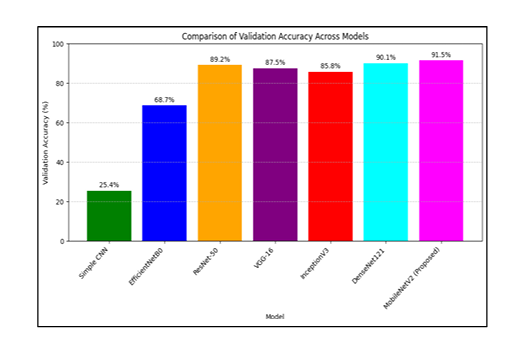 Comparison of Validation Accuracy Across Models
Validation Accuracy (%)
100
80
60
40
20
0
25.4%
68.7%
89.2%
87.5%
85.8%
90.1%
91.5%
Simple CNN
EfficientNetB0
ResNet-50
VGG-16
InceptionV3
DenseNet121
MobileNetV2 (Proposed)
Model